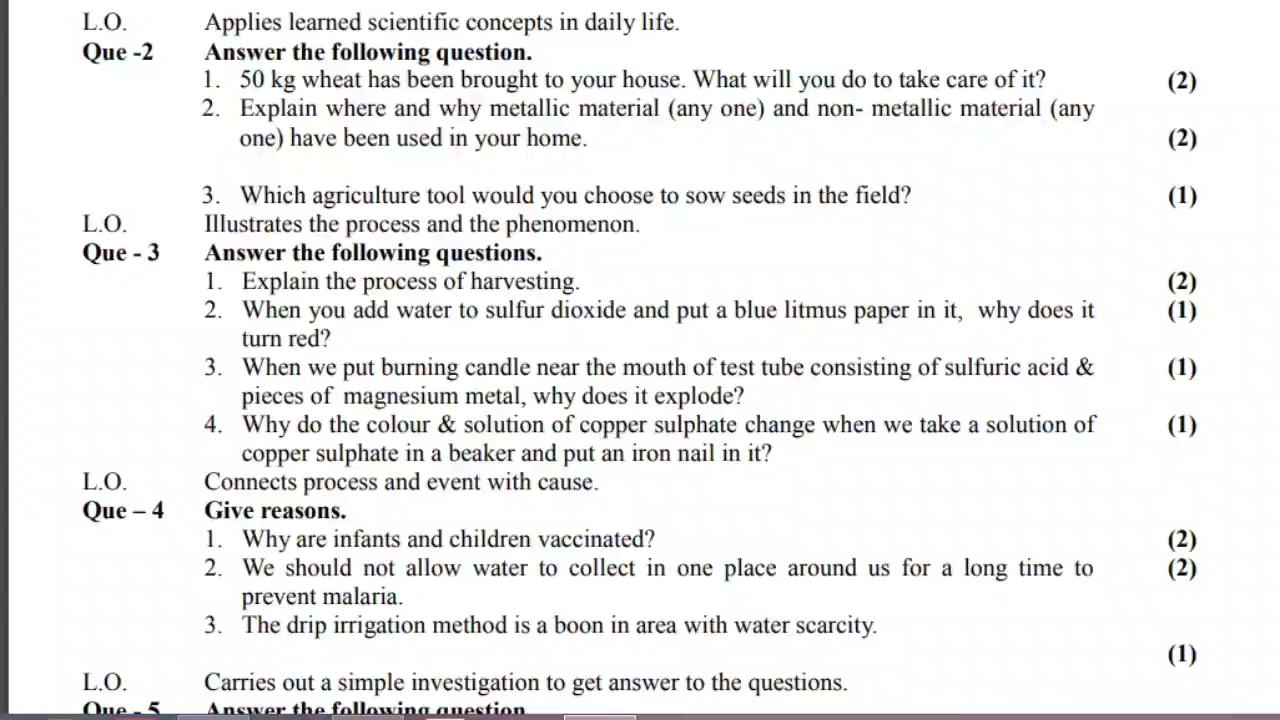 L.O. Applies learned scientific concepts in daily life.
Que -2 Answer the following question.
1. 50 kg wheat has been brought to your house. What will you do to take care of it? (2)
2. Explain where and why metallic material (any one) and non- metallic material (any
one) have been used in your home. (2)
3. Which agriculture tool would you choose to sow seeds in the field? (1)
L.O. Illustrates the process and the phenomenon.
Que - 3 Answer the following questions.
1. Explain the process of harvesting. (2)
2. When you add water to sulfur dioxide and put a blue litmus paper in it, why does it (1)
turn red?
3. When we put burning candle near the mouth of test tube consisting of sulfuric acid & (1)
pieces of magnesium metal, why does it explode?
4. Why do the colour & solution of copper sulphate change when we take a solution of (1)
copper sulphate in a beaker and put an iron nail in it?
L.O. Connects process and event with cause.
Que – 4 Give reasons.
1. Why are infants and children vaccinated? (2)
2. We should not allow water to collect in one place around us for a long time to (2)
prevent malaria.
3. The drip irrigation method is a boon in area with water scarcity.
(1)
L.O. Carries out a simple investigation to get answer to the questions.
Que - 5 Answer the following question